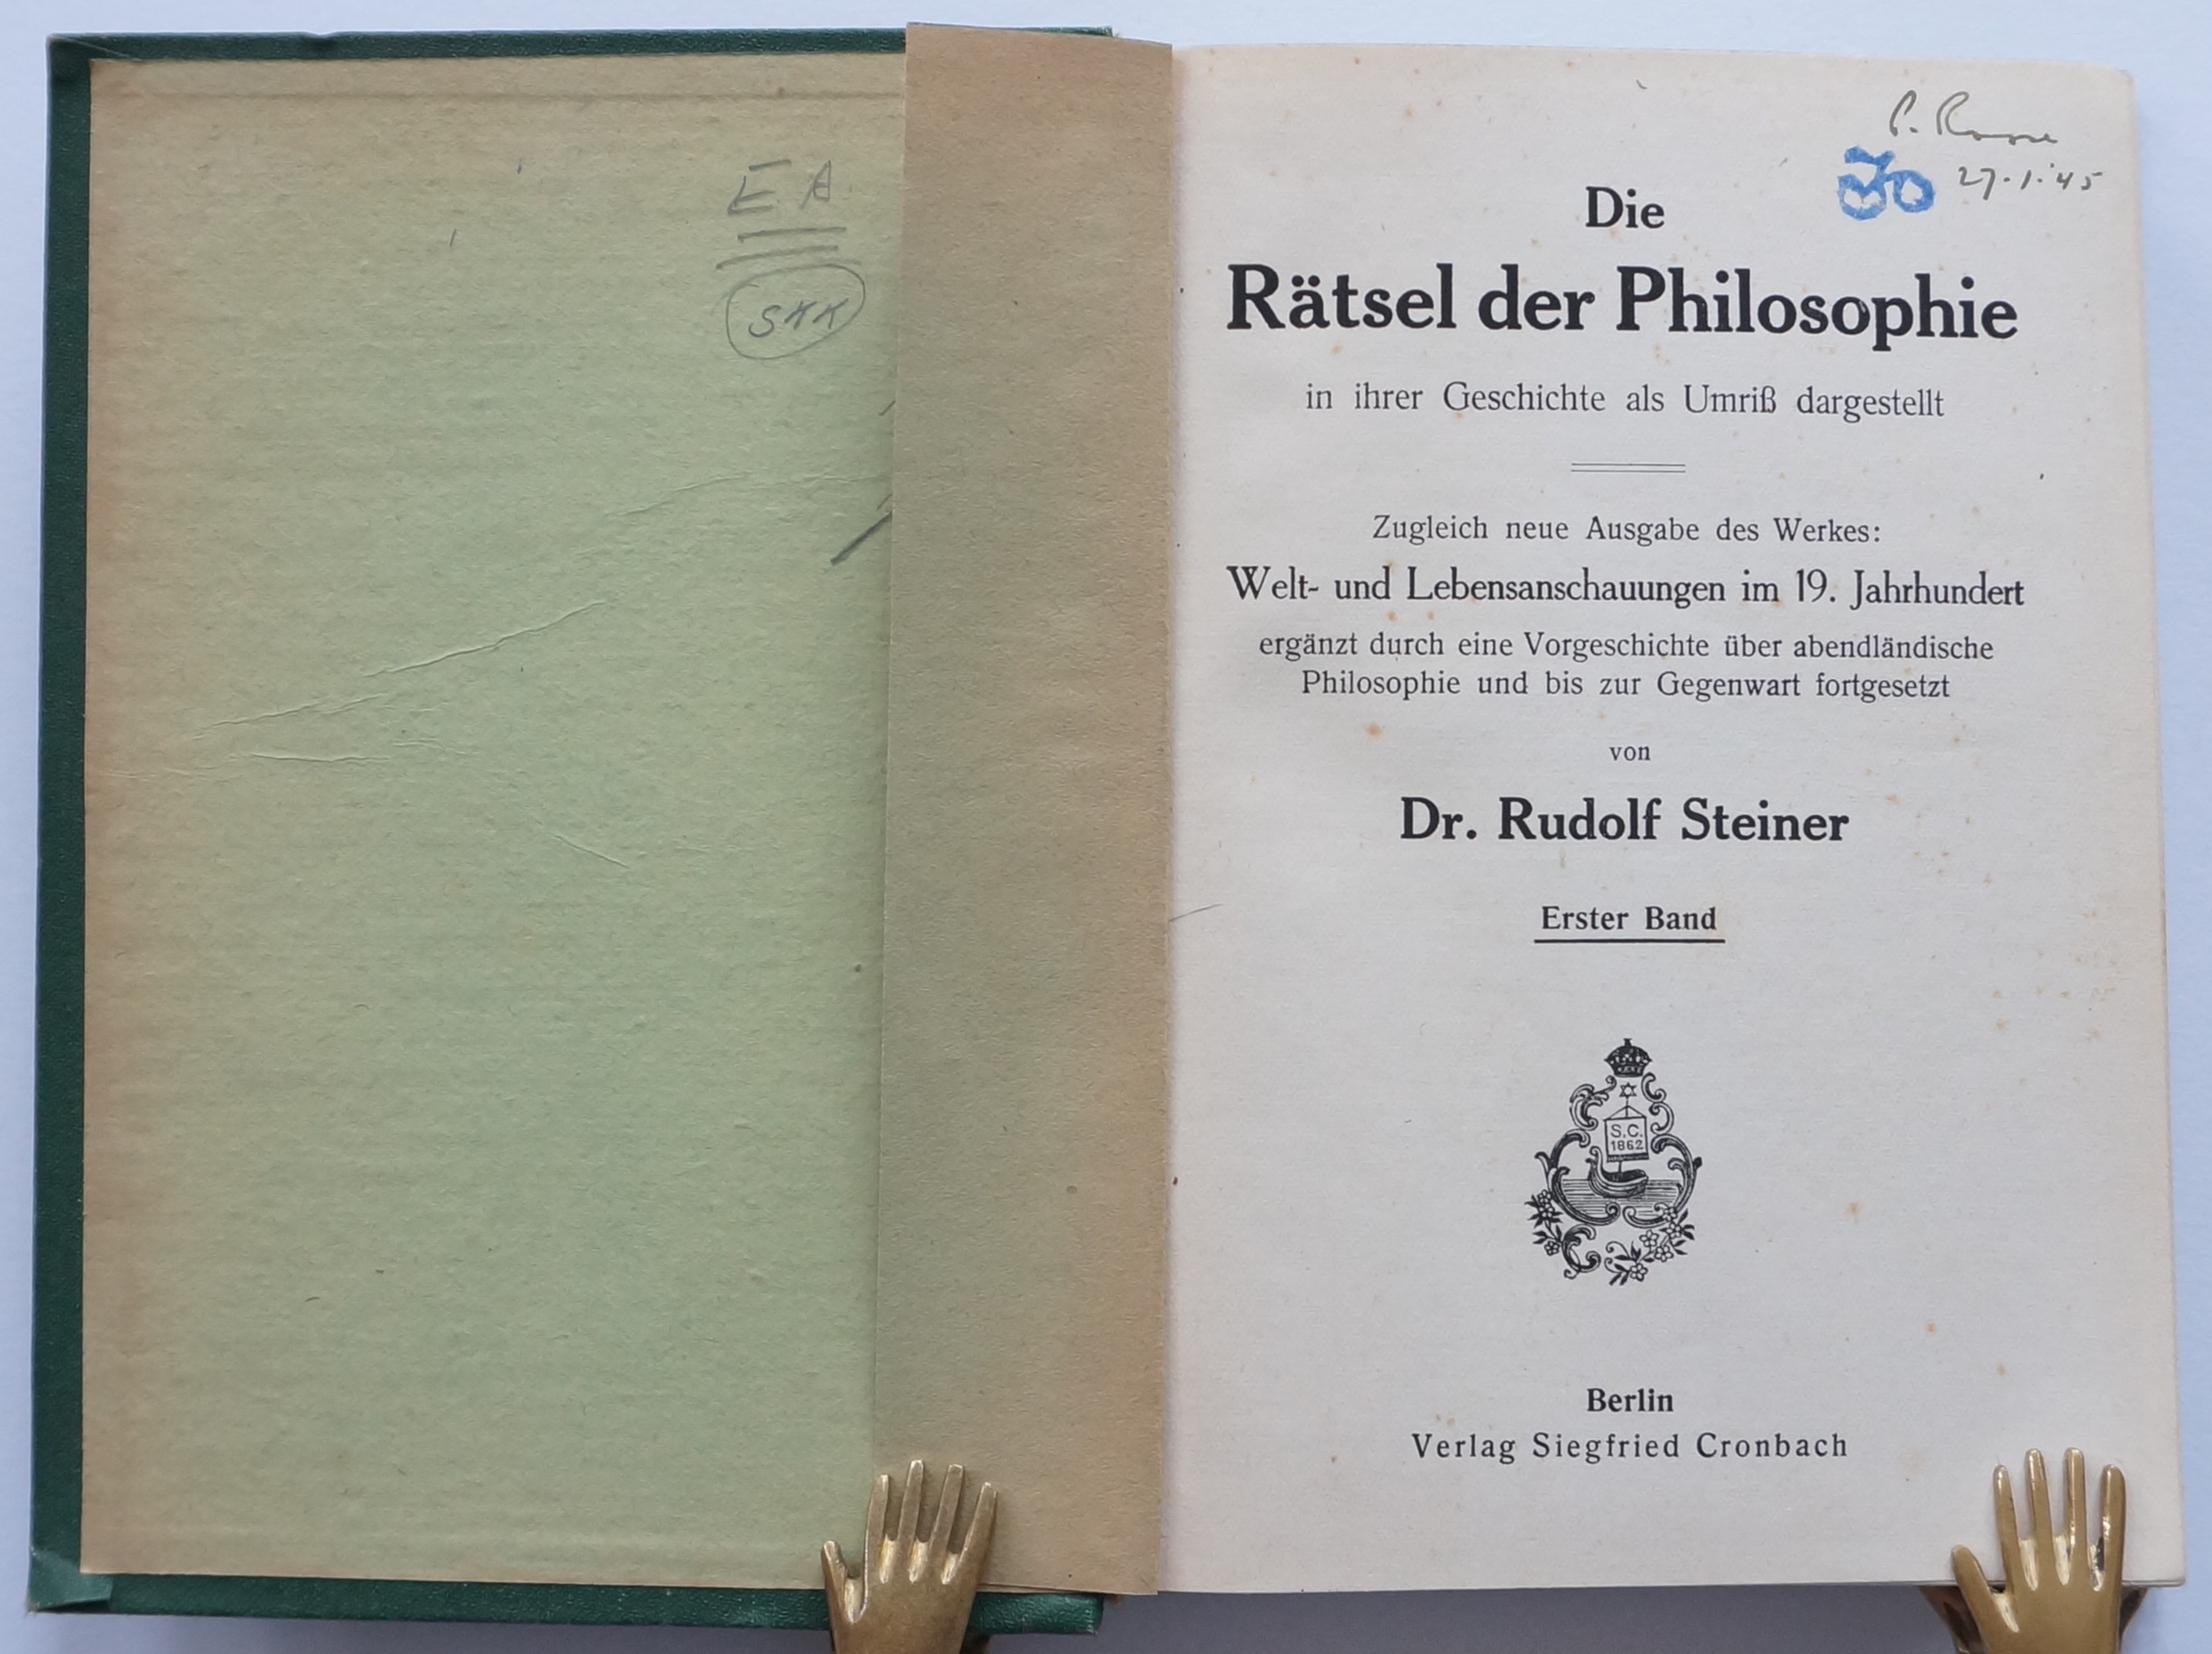 E A
SKK
27.1.'45
30
Die
Rätsel der Philosophie
in ihrer Geschichte als Umriß dargestellt
Zugleich neue Ausgabe des Werkes:
Welt- und Lebensanschauungen im 19. Jahrhundert
ergänzt durch eine Vorgeschichte über abendländische
Philosophie und bis zur Gegenwart fortgesetzt
von
Dr. Rudolf Steiner
Erster Band
S.C.
1862
Berlin
Verlag Siegfried Cronbach